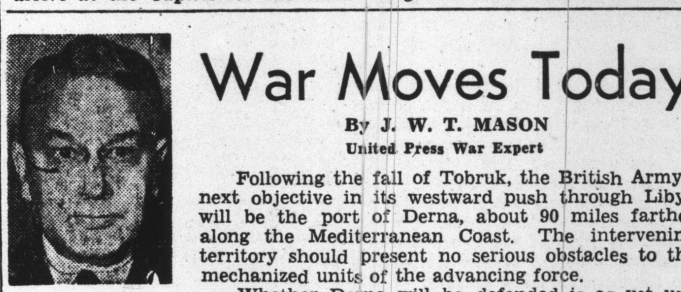 War Moves Today
By J. W. T. MASON
United Press War Expert
Following the fall of Tobruk, the British Army
next objective in its westward push through Liby
will be the port of Derna, about 90 miles farthe
along the Mediterranean Coast. The intervenin
territory should present no serious obstacles to th
mechanized units of the advancing force.